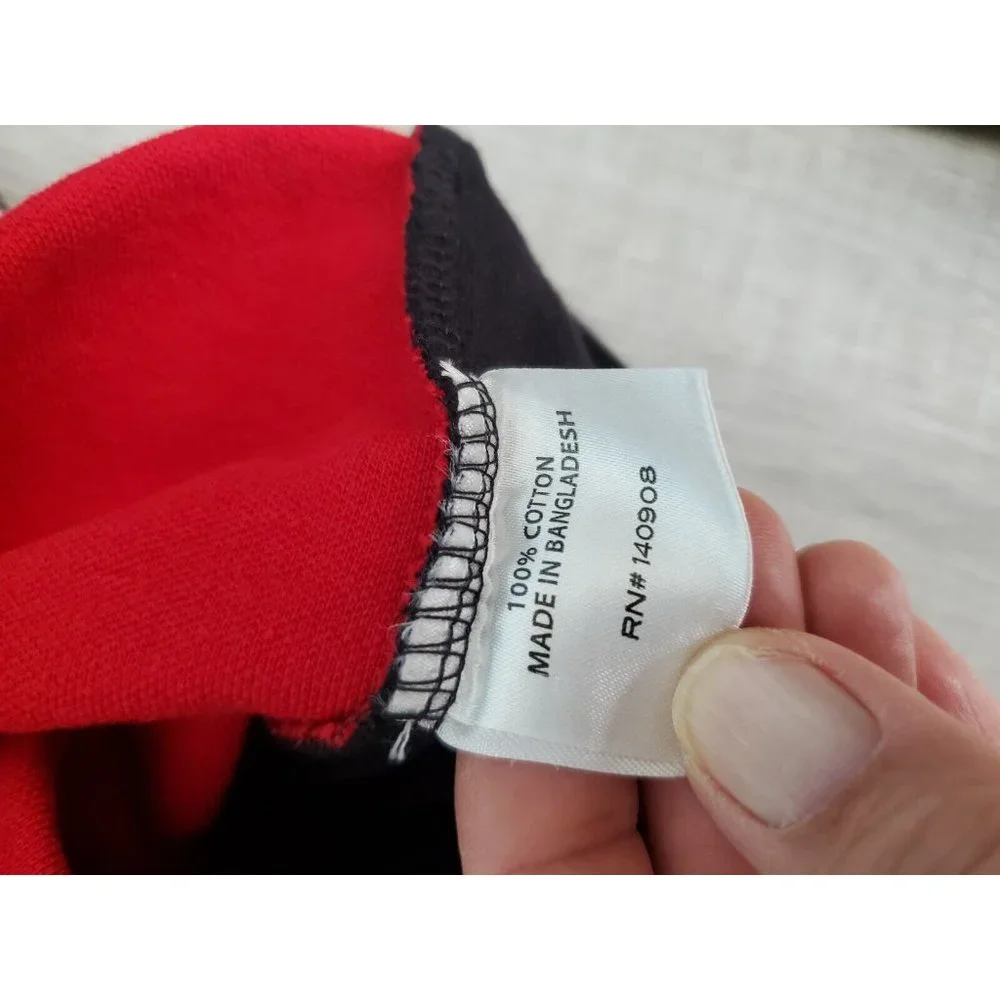 100% COTTON
MADE IN BANGLADESH
RN# 140908